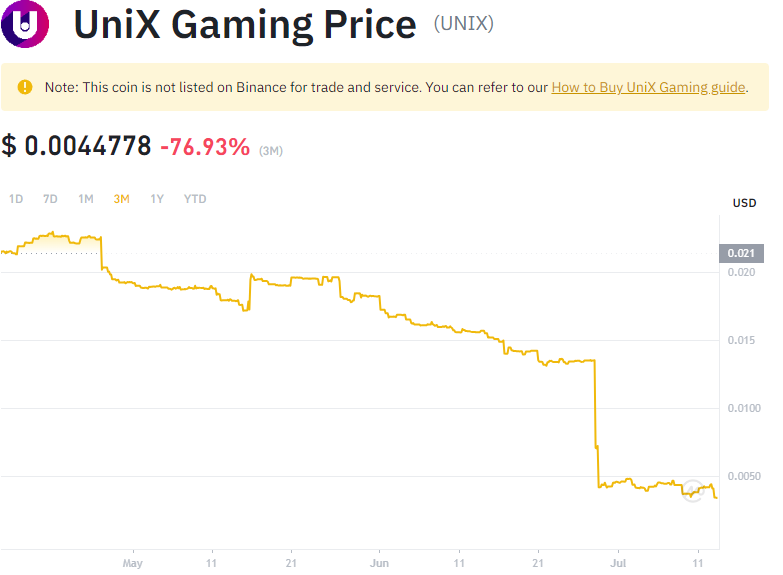 UniX Gaming Price (UNIX)
Note: This coin is not listed on Binance for trade and service. You can refer to our How to Buy UniX Gaming guide.
$ 0.0044778 -76.93% (3M)
1D 7D 1M 3M 1Y YTD
USD
0.021
0.020
0.015
0.0100
0.0050
May 11 21 Jun 11 21 Jul 11